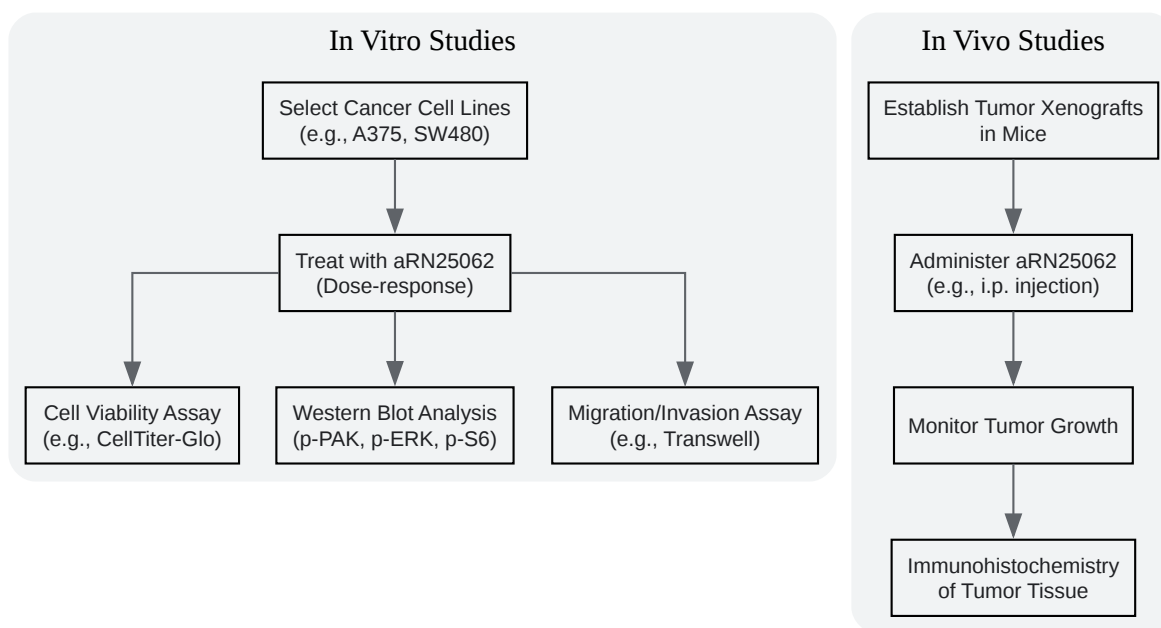 In Vitro Studies
Select Cancer Cell Lines
(e.g., A375, SW480)
Treat with aRN25062
(Dose-response)
Cell Viability Assay
(e.g., CellTiter-Glo)
Western Blot Analysis
(p-PAK, p-ERK, p-S6)
Migration/Invasion Assay
(e.g., Transwell)
In Vivo Studies
Establish Tumor Xenografts
in Mice
Administer aRN25062
(e.g., i.p. injection)
Monitor Tumor Growth
Immunohistochemistry
of Tumor Tissue